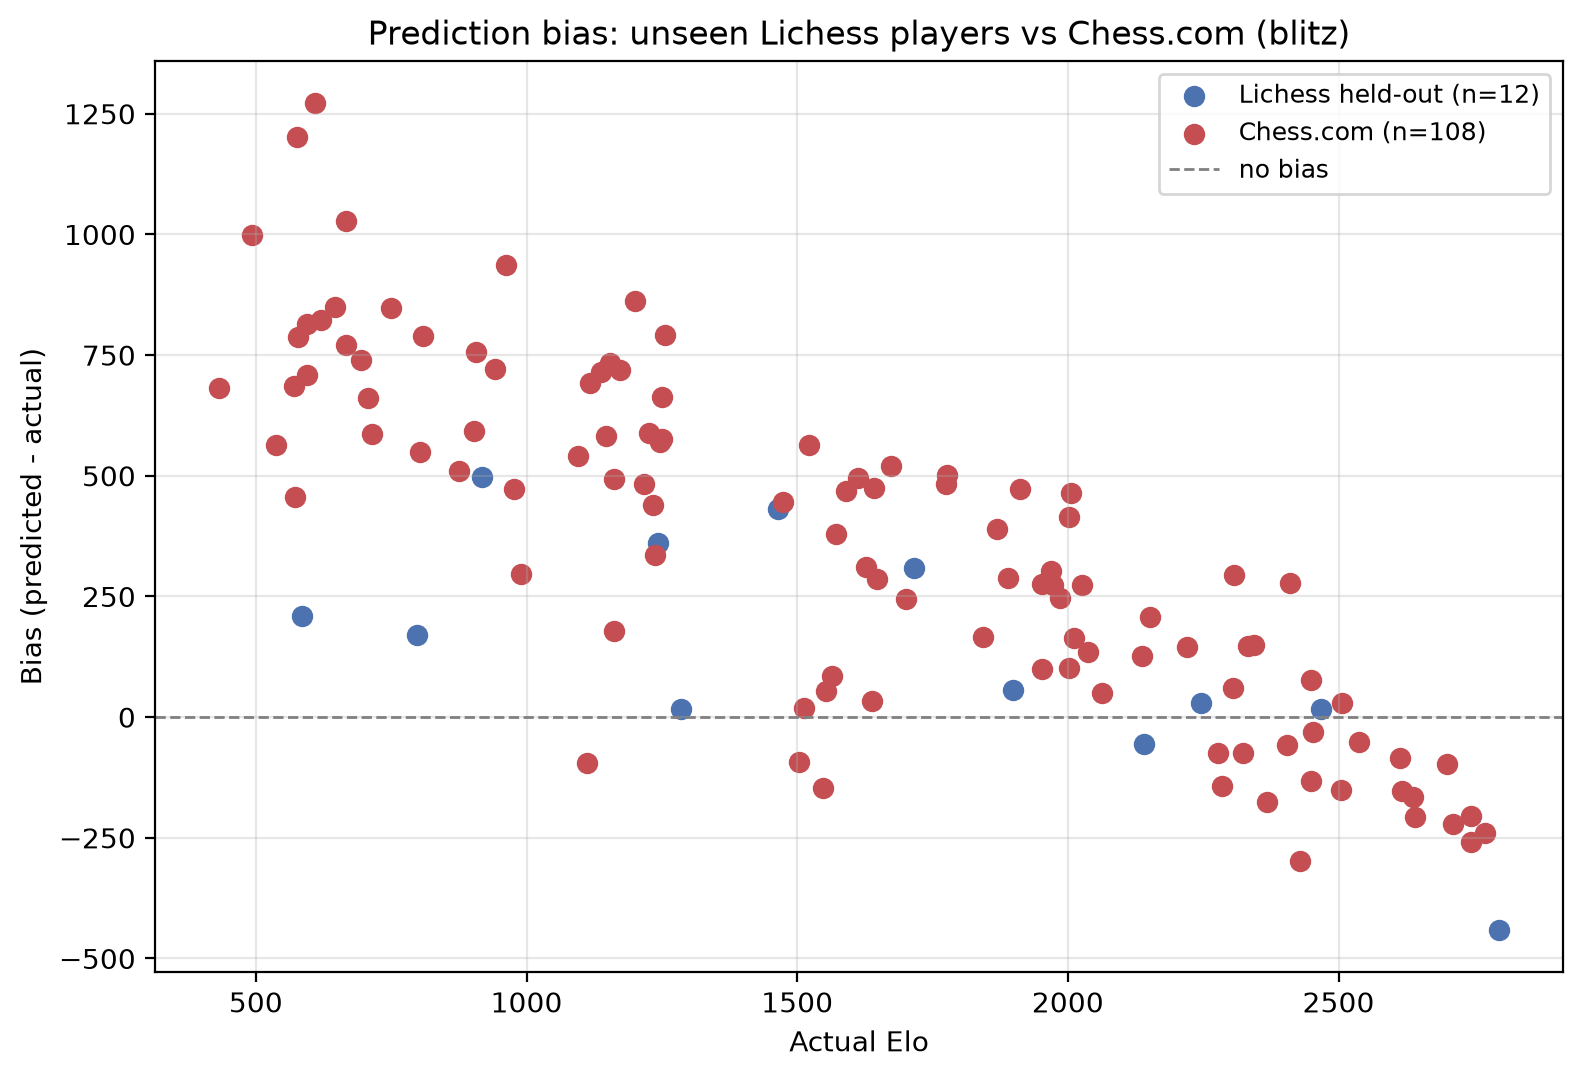 Prediction bias: unseen Lichess players vs Chess.com (blitz)
Lichess held-out (n=12)
Chess.com (n=108)
no bias
Bias (predicted - actual)
1250
1000
750
500
250
0
−250
−500
500
1000
1500
2000
2500
Actual Elo